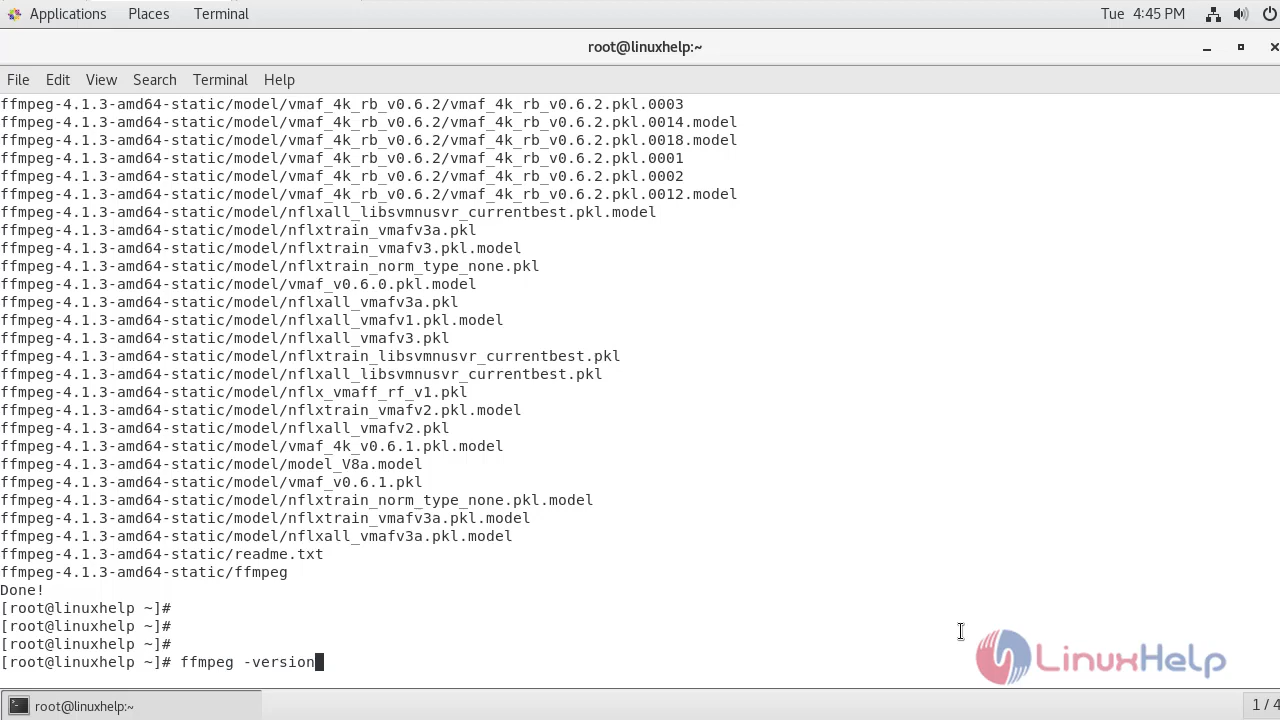 Applications Places Terminal Tue 4:45 PM
root@linuxhelp:~
File Edit View Search Terminal Help
ffmpeg-4.1.3-amd64-static/model/vmaf_4k_rb_v0.6.2/vmaf_4k_rb_v0.6.2.pkl.0003
ffmpeg-4.1.3-amd64-static/model/vmaf_4k_rb_v0.6.2/vmaf_4k_rb_v0.6.2.pkl.0014.model
ffmpeg-4.1.3-amd64-static/model/vmaf_4k_rb_v0.6.2/vmaf_4k_rb_v0.6.2.pkl.0018.model
ffmpeg-4.1.3-amd64-static/model/vmaf_4k_rb_v0.6.2/vmaf_4k_rb_v0.6.2.pkl.0001
ffmpeg-4.1.3-amd64-static/model/vmaf_4k_rb_v0.6.2/vmaf_4k_rb_v0.6.2.pkl.0002
ffmpeg-4.1.3-amd64-static/model/vmaf_4k_rb_v0.6.2/vmaf_4k_rb_v0.6.2.pkl.0012.model
ffmpeg-4.1.3-amd64-static/model/nflxall_libsvmnusvr_currentbest.pkl.model
ffmpeg-4.1.3-amd64-static/model/nflxtrain_vmafv3a.pkl
ffmpeg-4.1.3-amd64-static/model/nflxtrain_vmafv3.pkl.model
ffmpeg-4.1.3-amd64-static/model/nflxtrain_norm_type_none.pkl
ffmpeg-4.1.3-amd64-static/model/vmaf_v0.6.0.pkl.model
ffmpeg-4.1.3-amd64-static/model/nflxall_vmafv3a.pkl
ffmpeg-4.1.3-amd64-static/model/nflxall_vmafv1.pkl.model
ffmpeg-4.1.3-amd64-static/model/nflxall_vmafv3.pkl
ffmpeg-4.1.3-amd64-static/model/nflxtrain_libsvmnusvr_currentbest.pkl
ffmpeg-4.1.3-amd64-static/model/nflxall_libsvmnusvr_currentbest.pkl
ffmpeg-4.1.3-amd64-static/model/nflx_vmaff_rf_v1.pkl
ffmpeg-4.1.3-amd64-static/model/nflxtrain_vmafv2.pkl.model
ffmpeg-4.1.3-amd64-static/model/nflxall_vmafv2.pkl
ffmpeg-4.1.3-amd64-static/model/vmaf_4k_v0.6.1.pkl.model
ffmpeg-4.1.3-amd64-static/model/model_V8a.model
ffmpeg-4.1.3-amd64-static/model/vmaf_v0.6.1.pkl
ffmpeg-4.1.3-amd64-static/model/nflxtrain_norm_type_none.pkl.model
ffmpeg-4.1.3-amd64-static/model/nflxtrain_vmafv3a.pkl.model
ffmpeg-4.1.3-amd64-static/model/nflxall_vmafv3a.pkl.model
ffmpeg-4.1.3-amd64-static/readme.txt
ffmpeg-4.1.3-amd64-static/ffmpeg
Done!
[root@linuxhelp ~]#
[root@linuxhelp ~]#
[root@linuxhelp ~]#
[root@linuxhelp ~]# ffmpeg -version
LinuxHelp
root@linuxhelp:~ 1 / 4